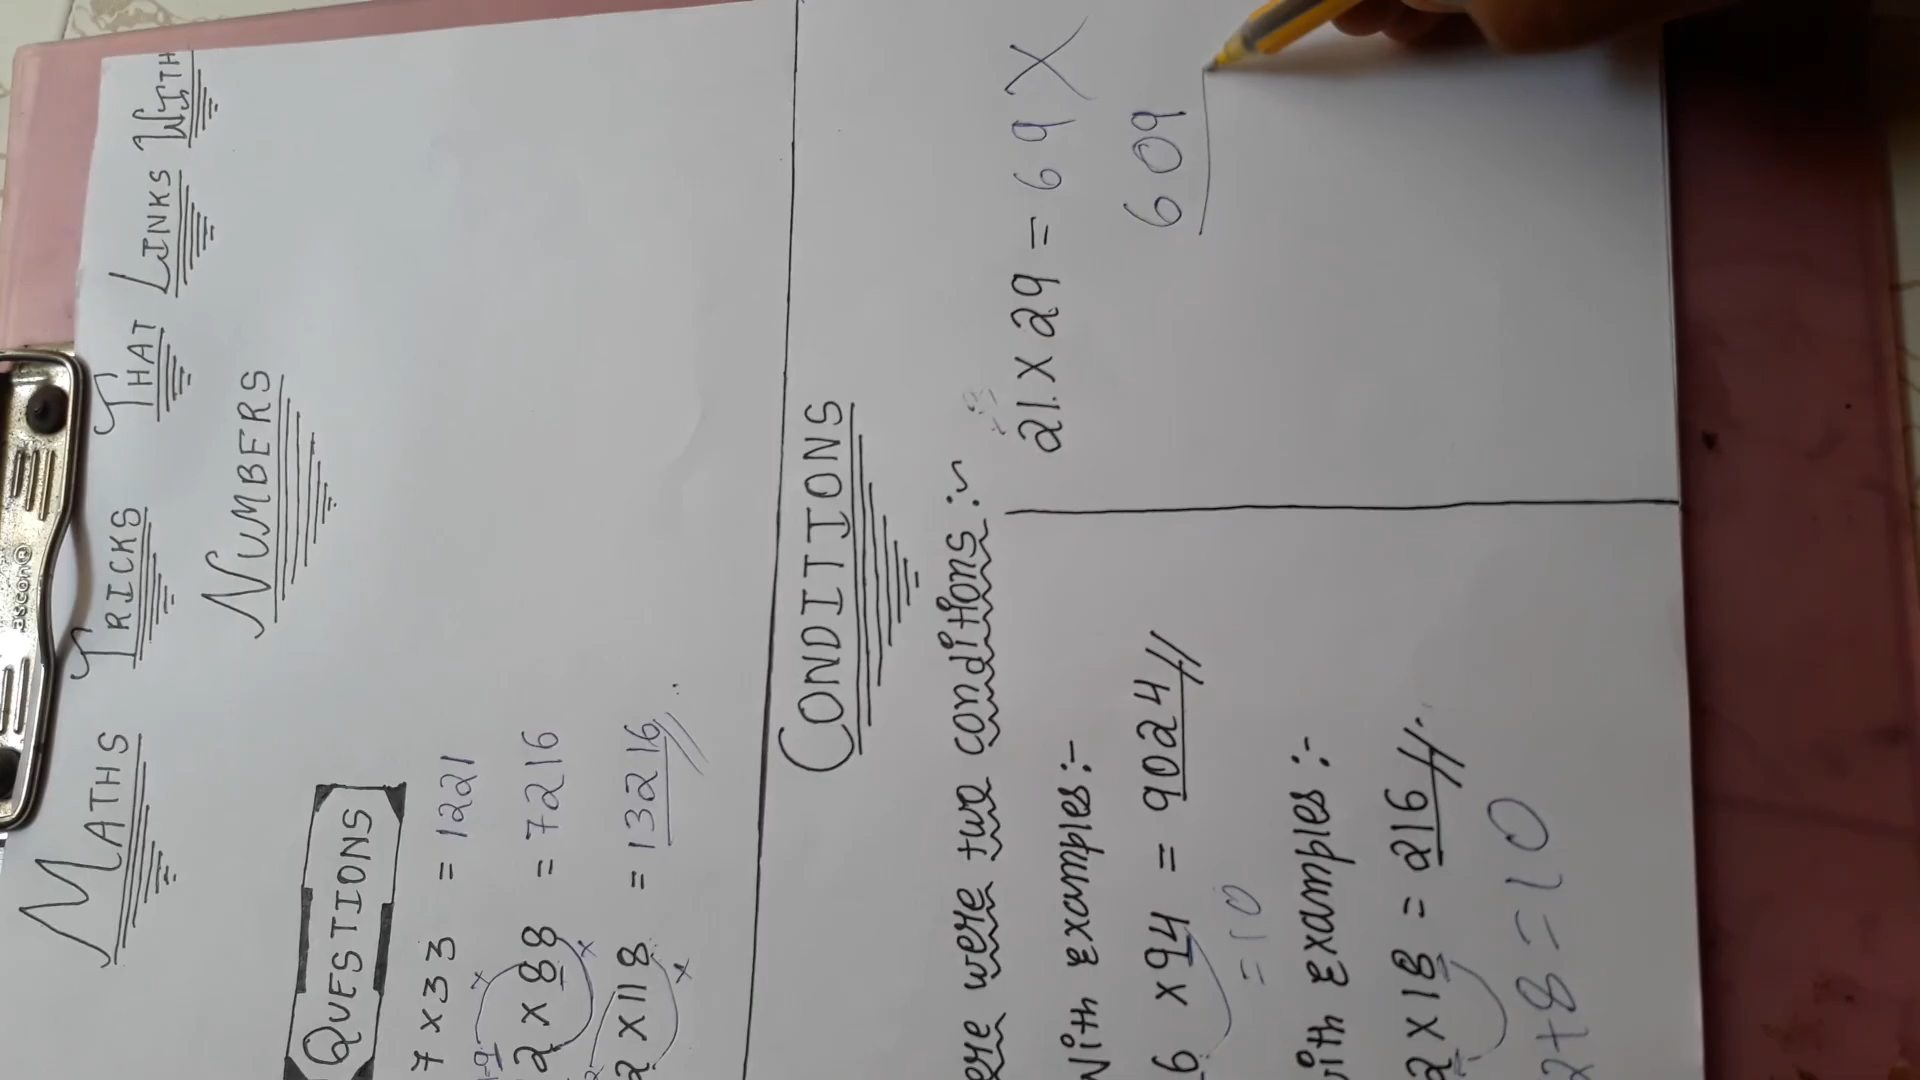 MATHS TRICKS THAT LINKS WITH
NUMBERS
QUESTIONS
7 x 33 = 1221
2 x 88 = 7216
2 x 118 = 13216
CONDITIONS
ere were two conditions :~
With examples:-
6 x 94 = 9024
= 10
with examples :-
2 x 18 = 216
2+8 = 10
21 x 29 = 69 X
609
ascon®